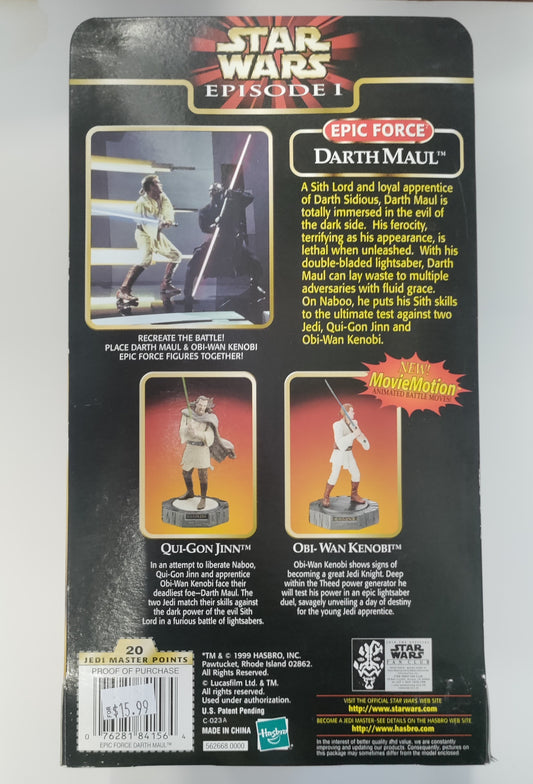 STAR
WARS
EPISODE I
EPIC FORCE™
DARTH MAUL™
A Sith Lord and loyal apprentice
of Darth Sidious, Darth Maul is
totally immersed in the evil of
the dark side. His ferocity,
terrifying as his appearance, is
lethal when unleashed. With his
double-bladed lightsaber, Darth
Maul can lay waste to multiple
adversaries with fluid grace.
On Naboo, he puts his Sith skills
to the ultimate test against two
Jedi, Qui-Gon Jinn and
Obi-Wan Kenobi.
RECREATE THE BATTLE!
PLACE DARTH MAUL & OBI-WAN KENOBI
EPIC FORCE FIGURES TOGETHER!
NEW!
MovieMotion
ANIMATED BATTLE MOVES!
QUI-GON JINN™
In an attempt to liberate Naboo,
Qui-Gon Jinn and apprentice
Obi-Wan Kenobi face their
deadliest foe—Darth Maul. The
two Jedi match their skills against
the dark power of the evil Sith
Lord in a furious battle of lightsabers.
OBI-WAN KENOBI™
Obi-Wan Kenobi shows signs of
becoming a great Jedi Knight. Deep
within the Theed power generator he
will test his power in an epic lightsaber
duel, savagely unveiling a day of destiny
for the young Jedi apprentice.
20
JEDI MASTER POINTS
PROOF OF PURCHASE
$15.99
0 76281 84156 4
EPIC FORCE DARTH MAUL™
*TM & © 1999 HASBRO, INC.
Pawtucket, Rhode Island 02862.
All Rights Reserved.
© Lucasfilm Ltd. & TM.
All rights reserved.
Used under authorization.
U.S. Patent Pending
C-023A
MADE IN CHINA
562668 0000
Hasbro
STAR
WARS
FAN CLUB
VISIT THE OFFICIAL STAR WARS WEB SITE
http://www.starwars.com
BECOME A JEDI MASTER-SEE DETAILS ON THE HASBRO WEB SITE
http://www.hasbro.com
In the interest of better quality and value, we are constantly
improving and updating our products. Consequently, pictures on
this package may sometimes differ from the item enclosed.